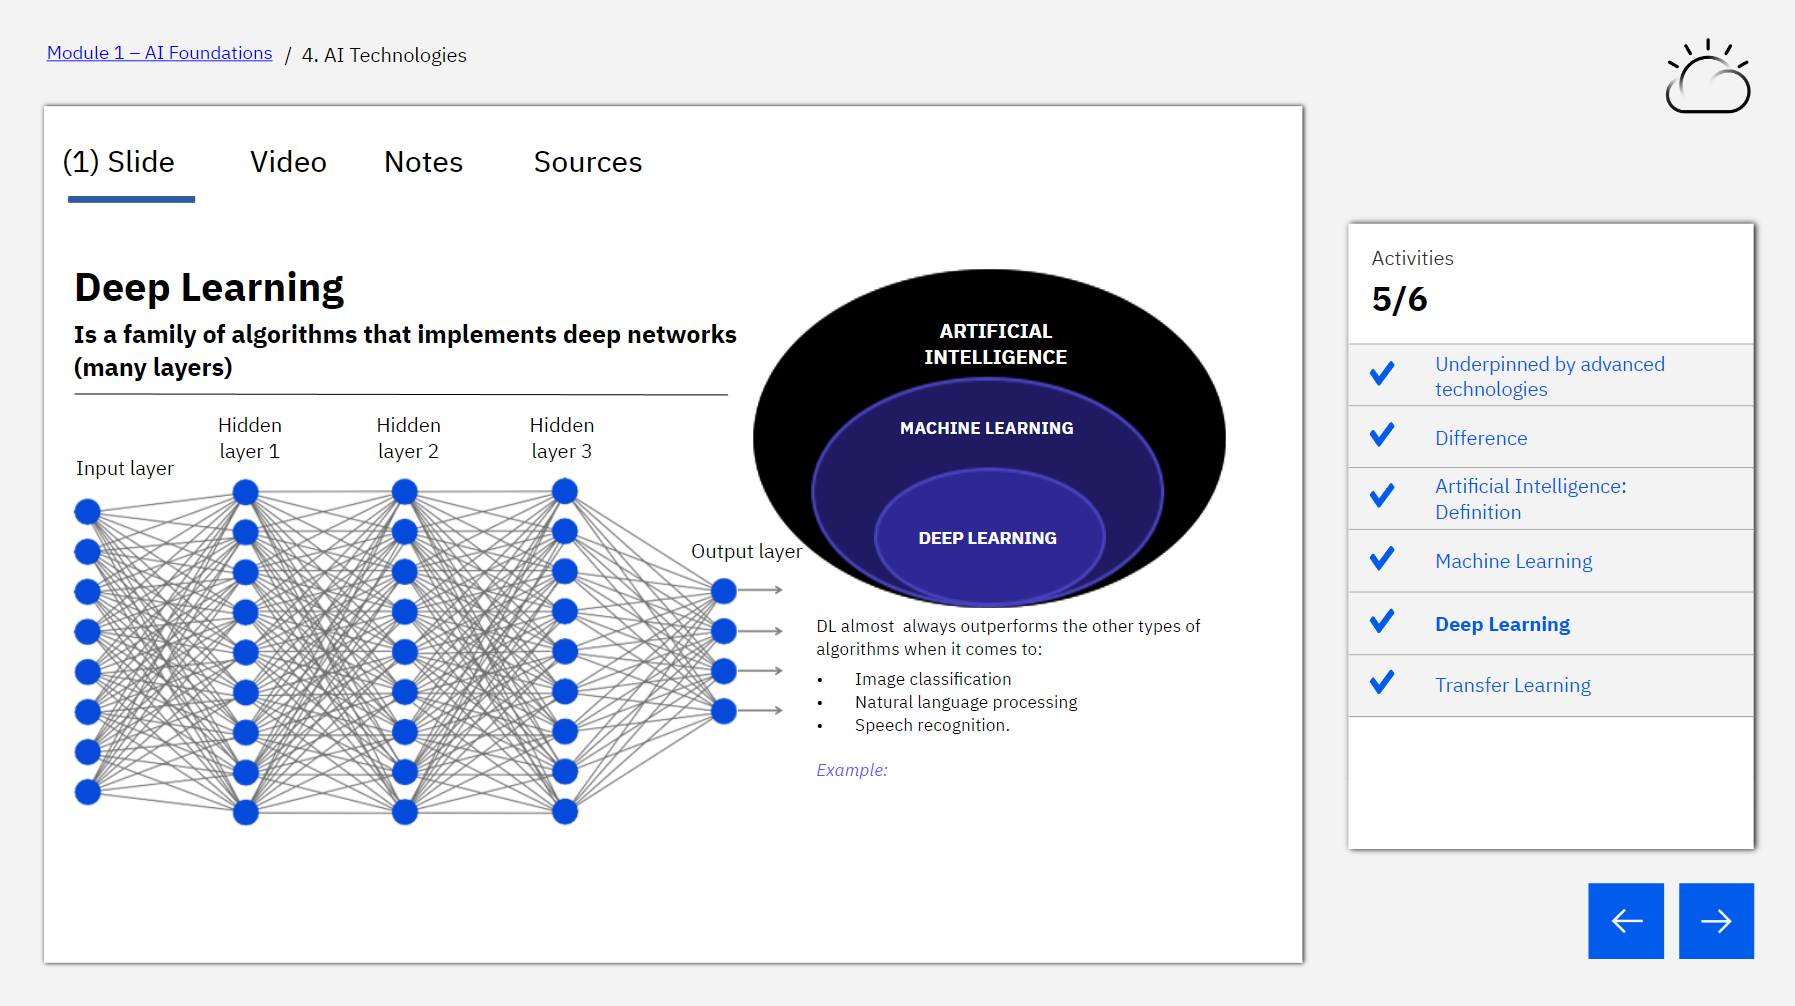 Module 1 – AI Foundations / 4. AI Technologies
(1) Slide Video Notes Sources
Deep Learning
Is a family of algorithms that implements deep networks
(many layers)
Input layer
Hidden
layer 1
Hidden
layer 2
Hidden
layer 3
Output layer
ARTIFICIAL
INTELLIGENCE
MACHINE LEARNING
DEEP LEARNING
DL almost always outperforms the other types of
algorithms when it comes to:
• Image classification
• Natural language processing
• Speech recognition.
Example:
Activities
5/6
Underpinned by advanced
technologies
Difference
Artificial Intelligence:
Definition
Machine Learning
Deep Learning
Transfer Learning